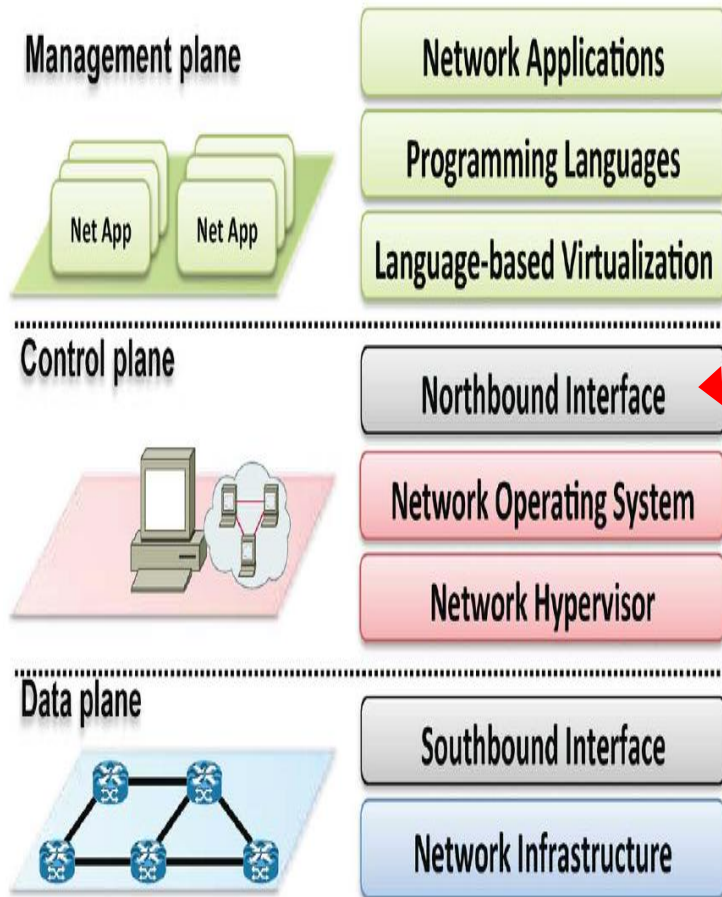 Management plane
Network Applications
Programming Languages
Net App
Net App
Language-based Virtualization
Control plane
Northbound Interface
Network Operating System
Network Hypervisor
Data plane
Southbound Interface
Network Infrastructure